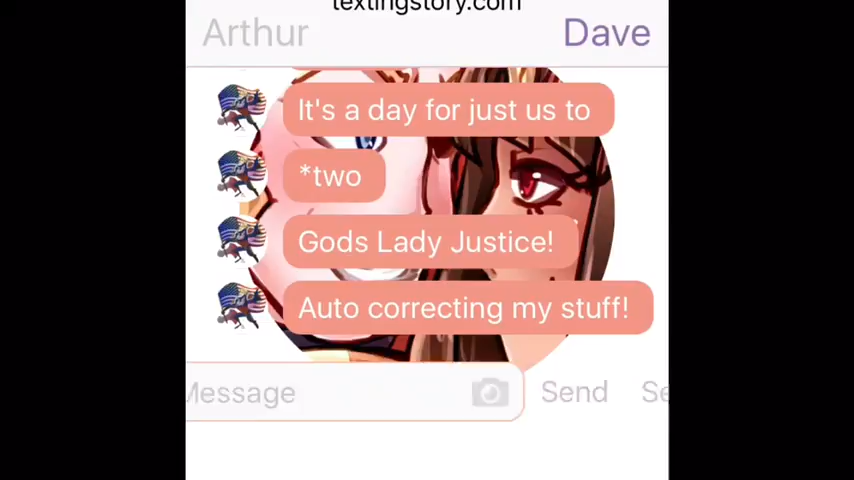 textingstory.com
Arthur
Dave
It's a day for just us to
*two
Gods Lady Justice!
Auto correcting my stuff!
Message
Send
Se